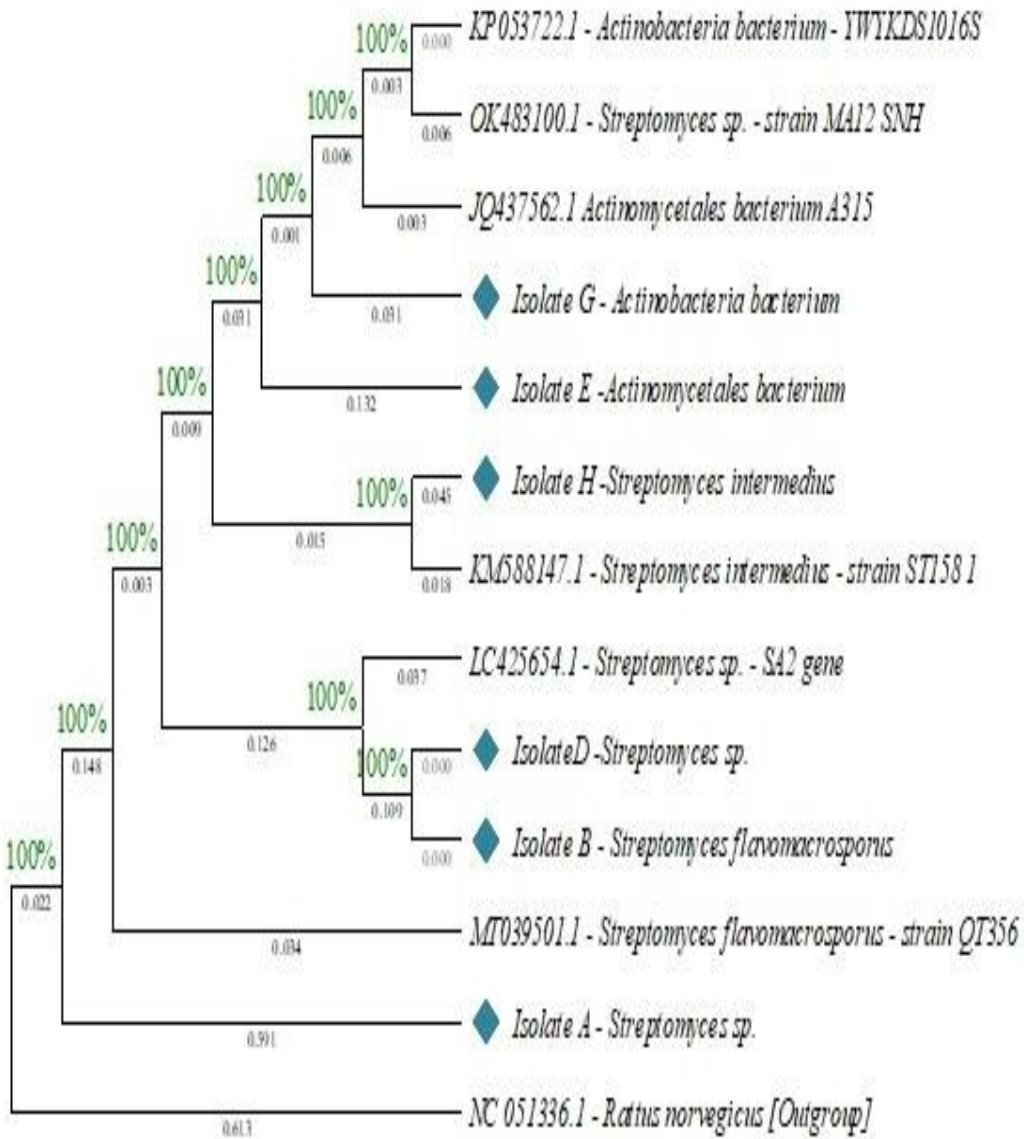 100%
0.000
KP053722.1 - Actinobacteria bacterium - YWYKDS1016S
0.003
100%
0.006
OK483100.1 - Streptomyces sp. - strain MA12 SNH
0.006
100%
0.003
JQ437562.1 Actinomycetales bacterium A315
0.001
100%
0.031
Isolate G - Actinobacteria bacterium
0.031
100%
0.132
Isolate E -Actinomycetales bacterium
0.009
100%
0.045
Isolate H -Streptomyces intermedius
0.015
100%
0.018
KM588147.1 - Streptomyces intermedius - strain ST158 1
0.003
100%
0.037
LC425654.1 - Streptomyces sp. - SA2 gene
0.126
100%
0.148
100%
0.000
IsolateD -Streptomyces sp.
0.109
0.000
Isolate B - Streptomyces flavomacrosporus
100%
0.022
0.034
MT039501.1 - Streptomyces flavomacrosporus - strain QT356
0.391
Isolate A - Streptomyces sp.
0.613
NC 051336.1 - Rattus norvegicus [Outgroup]